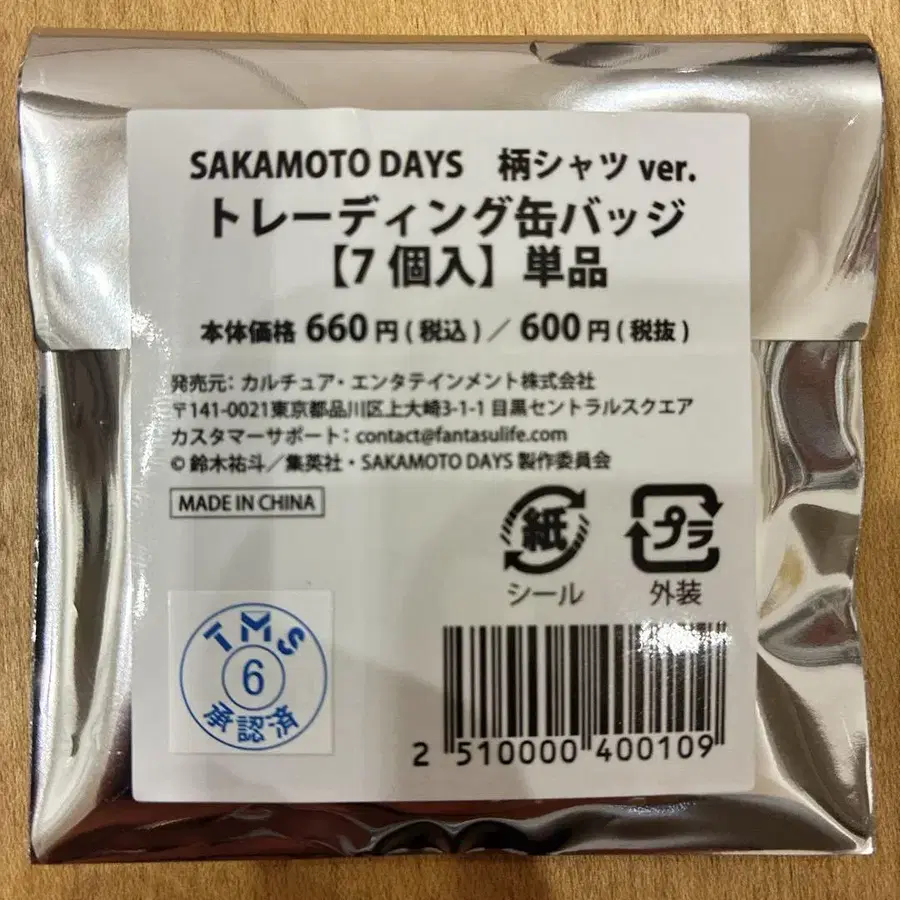 SAKAMOTO DAYS 柄シャツ ver.
トレーディング缶バッジ
【7個入】単品
本体価格 660円(税込)／600円(税抜)
発売元：カルチュア・エンタテインメント株式会社
〒141-0021東京都品川区上大崎3-1-1 目黒セントラルスクエア
カスタマーサポート：contact@fantasulife.com
© 鈴木祐斗／集英社・SAKAMOTO DAYS 製作委員会
MADE IN CHINA
紙
シール
プラ
外装
TMS
6
承認済
2 510000 400109